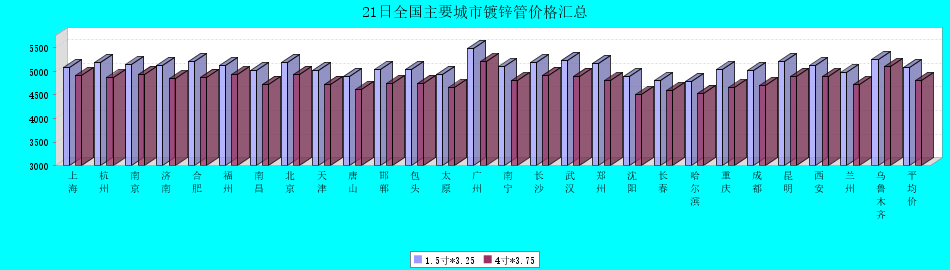 21日全国主要城市镀锌管价格汇总
5500
5000
4500
4000
3500
3000
上海 杭州 南京 济南 合肥 福州 南昌 北京 天津 唐山 邯郸 包头 太原 广州 南宁 长沙 武汉 郑州 沈阳 长春 哈尔滨 重庆 成都 昆明 西安 兰州 乌鲁木齐 平均价
1.5寸*3.25 4寸*3.75